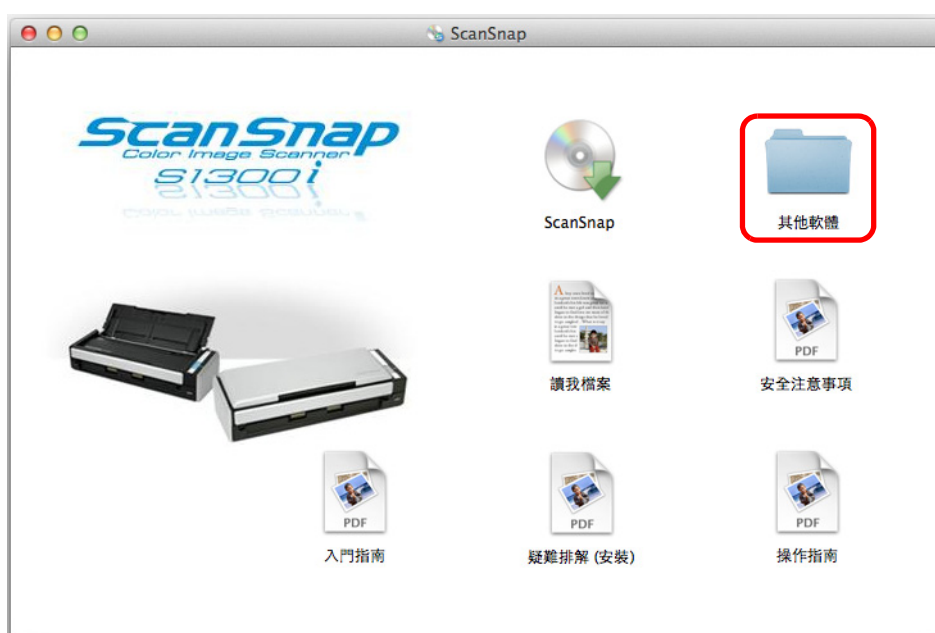 ScanSnap
ScanSnap
Color Image Scanner
S1300i
ScanSnap
其他軟體
讀我檔案
PDF
安全注意事項
PDF
入門指南
PDF
疑難排解 (安裝)
PDF
操作指南